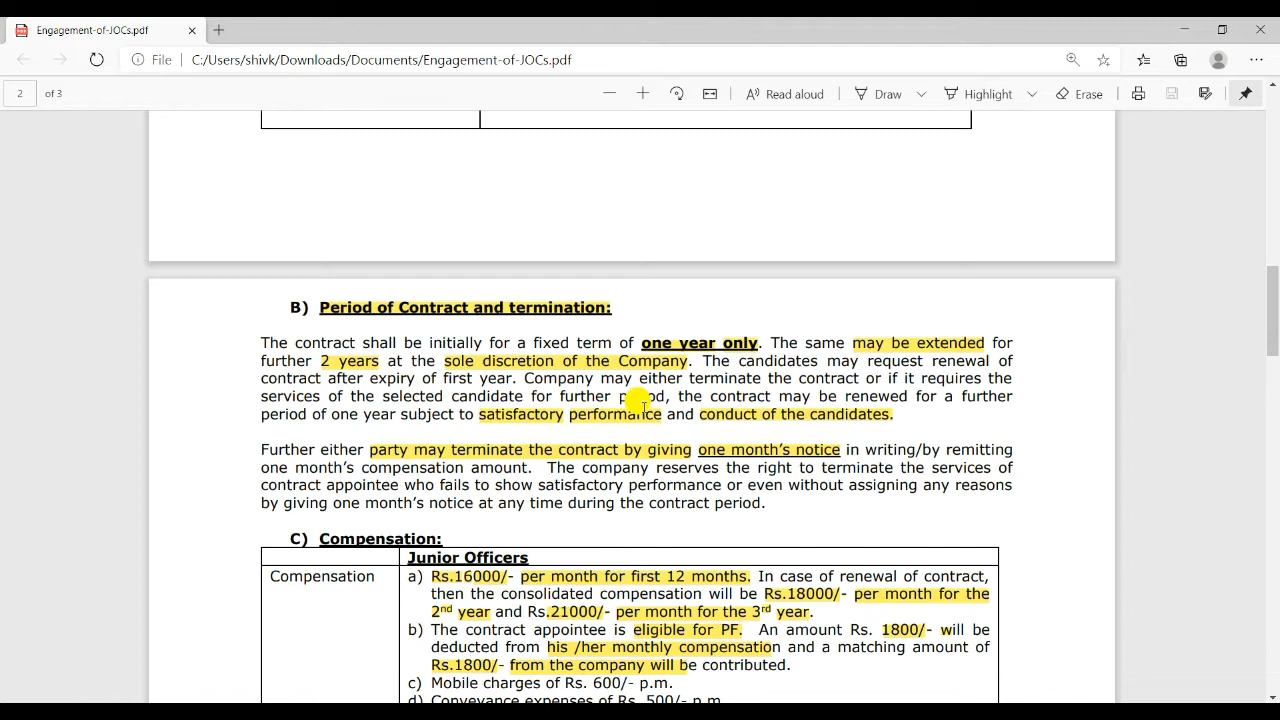 Engagement-of-JOCs.pdf
File C:/Users/shivk/Downloads/Documents/Engagement-of-JOCs.pdf
2 of 3 Read aloud Draw Highlight Erase
B) Period of Contract and termination:
The contract shall be initially for a fixed term of one year only. The same may be extended for
further 2 years at the sole discretion of the Company. The candidates may request renewal of
contract after expiry of first year. Company may either terminate the contract or if it requires the
services of the selected candidate for further period, the contract may be renewed for a further
period of one year subject to satisfactory performance and conduct of the candidates.
Further either party may terminate the contract by giving one month's notice in writing/by remitting
one month's compensation amount. The company reserves the right to terminate the services of
contract appointee who fails to show satisfactory performance or even without assigning any reasons
by giving one month's notice at any time during the contract period.
C) Compensation:
Junior Officers
Compensation a) Rs.16000/- per month for first 12 months. In case of renewal of contract,
then the consolidated compensation will be Rs.18000/- per month for the
2nd year and Rs.21000/- per month for the 3rd year.
b) The contract appointee is eligible for PF. An amount Rs. 1800/- will be
deducted from his /her monthly compensation and a matching amount of
Rs.1800/- from the company will be contributed.
c) Mobile charges of Rs. 600/- p.m.
d) Conveyance expenses of Rs. 500/- p.m.